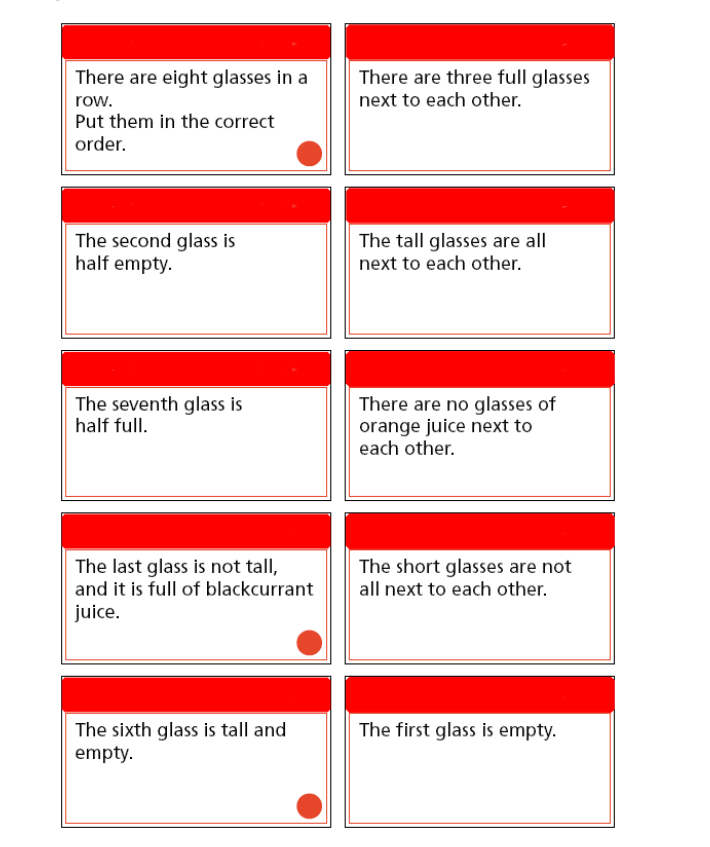 There are eight glasses in a
row.
Put them in the correct
order.
There are three full glasses
next to each other.
The second glass is
half empty.
The tall glasses are all
next to each other.
The seventh glass is
half full.
There are no glasses of
orange juice next to
each other.
The last glass is not tall,
and it is full of blackcurrant
juice.
The short glasses are not
all next to each other.
The sixth glass is tall and
empty.
The first glass is empty.